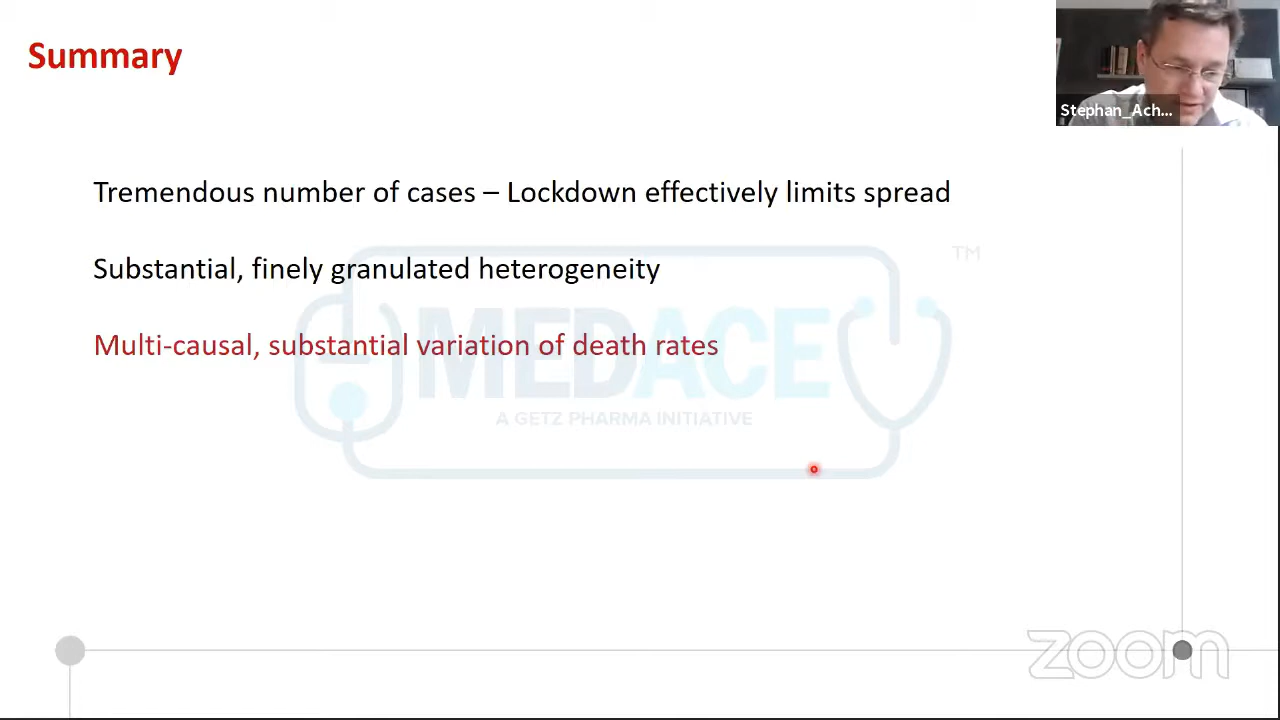 Summary
Stephan_Ach...
Tremendous number of cases – Lockdown effectively limits spread
Substantial, finely granulated heterogeneity
TM
Multi-causal, substantial variation of death rates
MEDACE
A GETZ PHARMA INITIATIVE
zoom